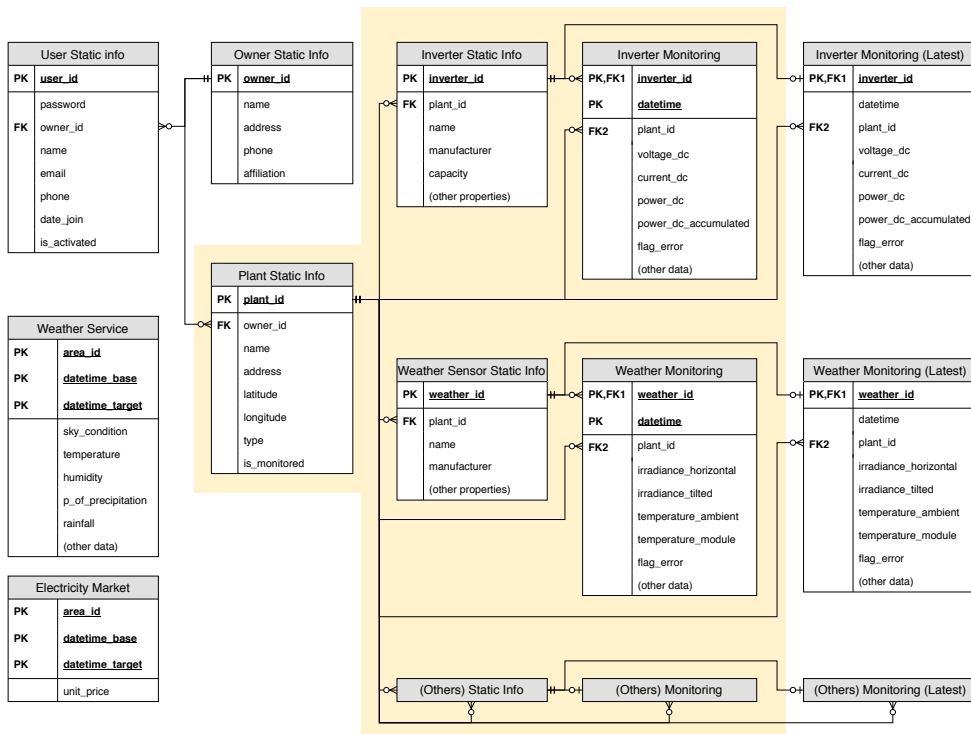 User Static info
PK user_id
password
FK owner_id
name
email
phone
date_join
is_activated
Owner Static Info
PK owner_id
name
address
phone
affiliation
Inverter Static Info
PK inverter_id
FK plant_id
name
manufacturer
capacity
(other properties)
Inverter Monitoring
PK,FK1 inverter_id
PK datetime
FK2 plant_id
voltage_dc
current_dc
power_dc
power_dc_accumulated
flag_error
(other data)
Inverter Monitoring (Latest)
PK,FK1 inverter_id
datetime
FK2 plant_id
voltage_dc
current_dc
power_dc
power_dc_accumulated
flag_error
(other data)
Plant Static Info
PK plant_id
FK owner_id
name
address
latitude
longitude
type
is_monitored
Weather Service
PK area_id
PK datetime_base
PK datetime_target
sky_condition
temperature
humidity
p_of_precipitation
rainfall
(other data)
Weather Sensor Static Info
PK weather_id
FK plant_id
name
manufacturer
(other properties)
Weather Monitoring
PK,FK1 weather_id
PK datetime
FK2 plant_id
irradiance_horizontal
irradiance_tilted
temperature_ambient
temperature_module
flag_error
(other data)
Weather Monitoring (Latest)
PK,FK1 weather_id
datetime
FK2 plant_id
irradiance_horizontal
irradiance_tilted
temperature_ambient
temperature_module
flag_error
(other data)
Electricity Market
PK area_id
PK datetime_base
PK datetime_target
unit_price
(Others) Static Info
(Others) Monitoring
(Others) Monitoring (Latest)